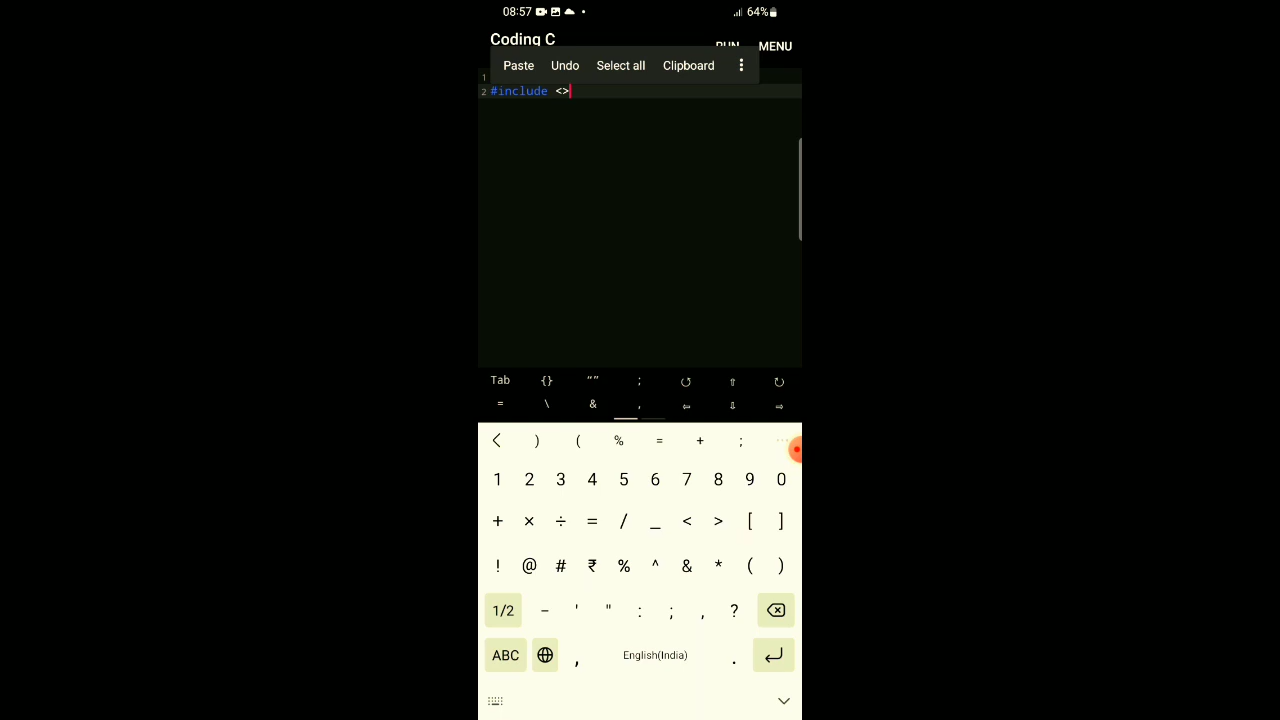 08:57 64%
Coding C
RUN MENU
Paste Undo Select all Clipboard
1
2 #include <>
Tab {} “” ; ↺ ⇧ ↻
= \ & , ⇦ ⇩ ⇨
) ( % = + ;
1 2 3 4 5 6 7 8 9 0
+ × ÷ = / _ < > [ ]
! @ # ₹ % ^ & * ( )
1/2 - ' " : ; , ?
ABC , English(India) .